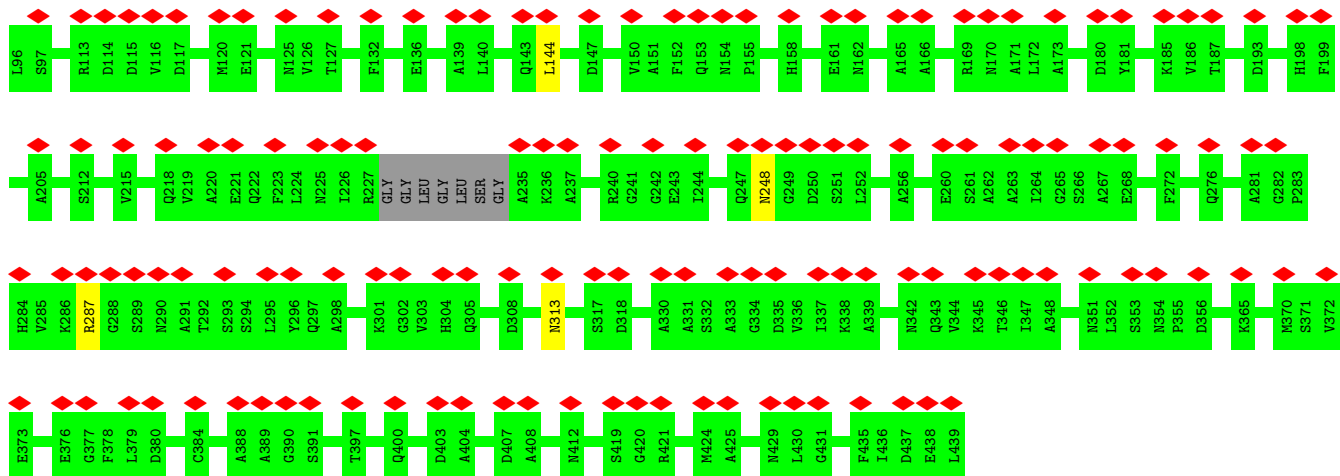 L96 S97 R113 D114 D115 V116 D117 M120 E121 N125 V126 T127 F132 E136 A139 L140 Q143 L144 D147 V150 A151 F152 Q153 N154 P155 H158 E161 N162 A165 A166 R169 N170 A171 L172 A173 D180 Y181 K185 V186 T187 D193 H198 F199
A205 S212 V215 Q218 V219 A220 E221 Q222 F223 L224 N225 I226 R227 GLY GLY LEU GLY LEU SER GLY A235 K236 A237 R240 G241 G242 E243 I244 Q247 N248 G249 D250 S251 L252 A256 E260 S261 A262 A263 I264 G265 S266 A267 E268 F272 Q276 A281 G282 P283
H284 V285 K286 R287 G288 S289 N290 A291 T292 S293 S294 L295 Y296 Q297 A298 K301 G302 V303 H304 Q305 D308 N313 S317 D318 A330 A331 S332 A333 G334 D335 V336 I337 K338 A339 N342 Q343 V344 K345 T346 I347 A348 N351 L352 S353 N354 P355 D356 K365 M370 S371 V372
E373 E376 G377 F378 L379 D380 C384 A388 A389 G390 S391 T397 Q400 D403 A404 D407 A408 N412 S419 G420 R421 M424 A425 N429 L430 G431 F435 I436 D437 E438 L439